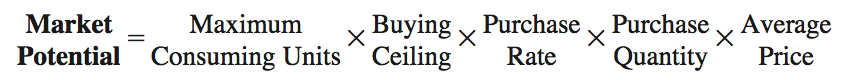 Market Maximum Buying Purchase Purchase Average
Potential = Consuming Units × Ceiling × Rate × Quantity × Price